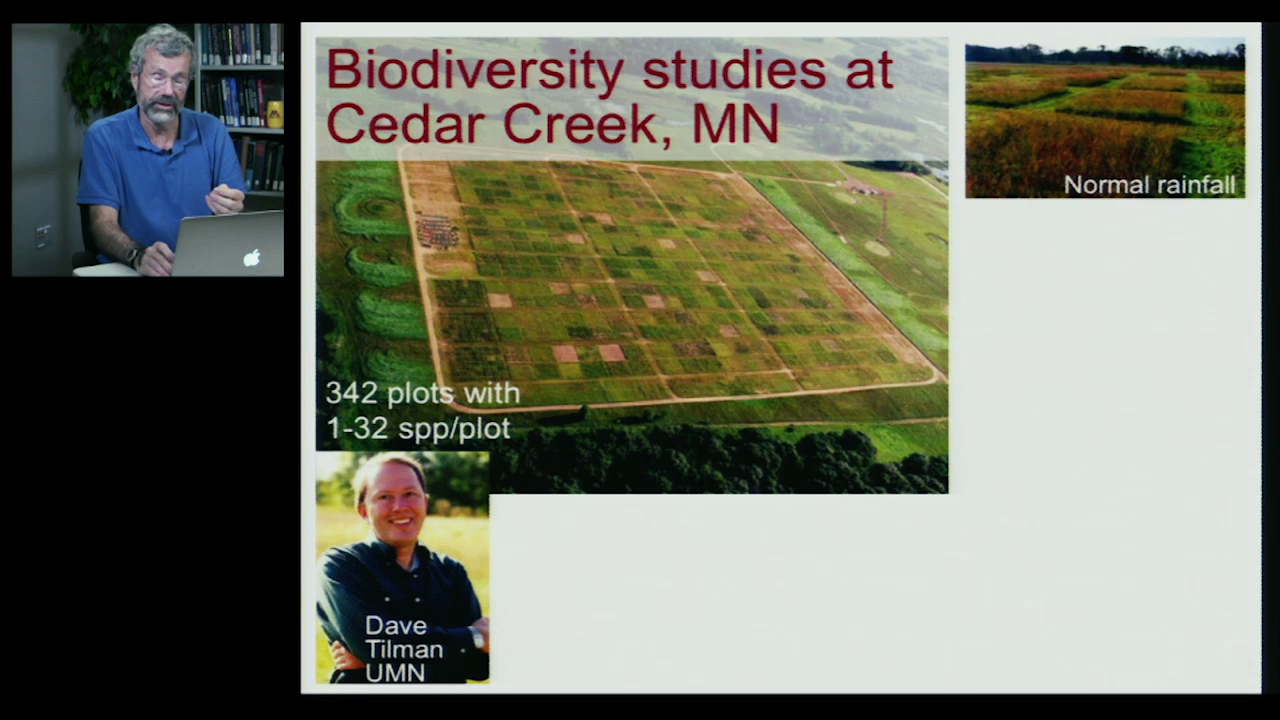 Biodiversity studies at
Cedar Creek, MN
Normal rainfall
342 plots with
1-32 spp/plot
Dave
Tilman
UMN